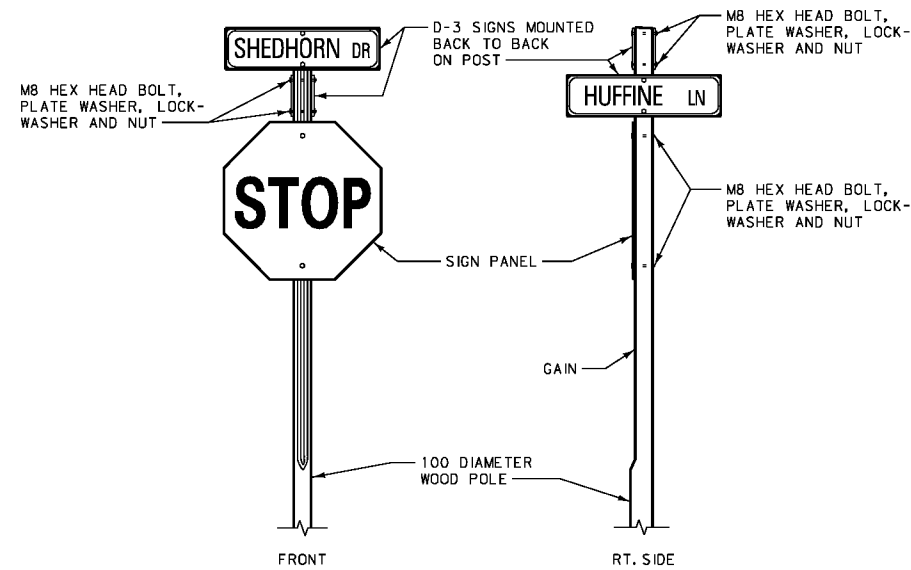 SHEDHORN DR
D-3 SIGNS MOUNTED
BACK TO BACK
ON POST
M8 HEX HEAD BOLT,
PLATE WASHER, LOCK-
WASHER AND NUT
M8 HEX HEAD BOLT,
PLATE WASHER, LOCK-
WASHER AND NUT
HUFFINE LN
STOP
M8 HEX HEAD BOLT,
PLATE WASHER, LOCK-
WASHER AND NUT
SIGN PANEL
GAIN
100 DIAMETER
WOOD POLE
FRONT
RT. SIDE